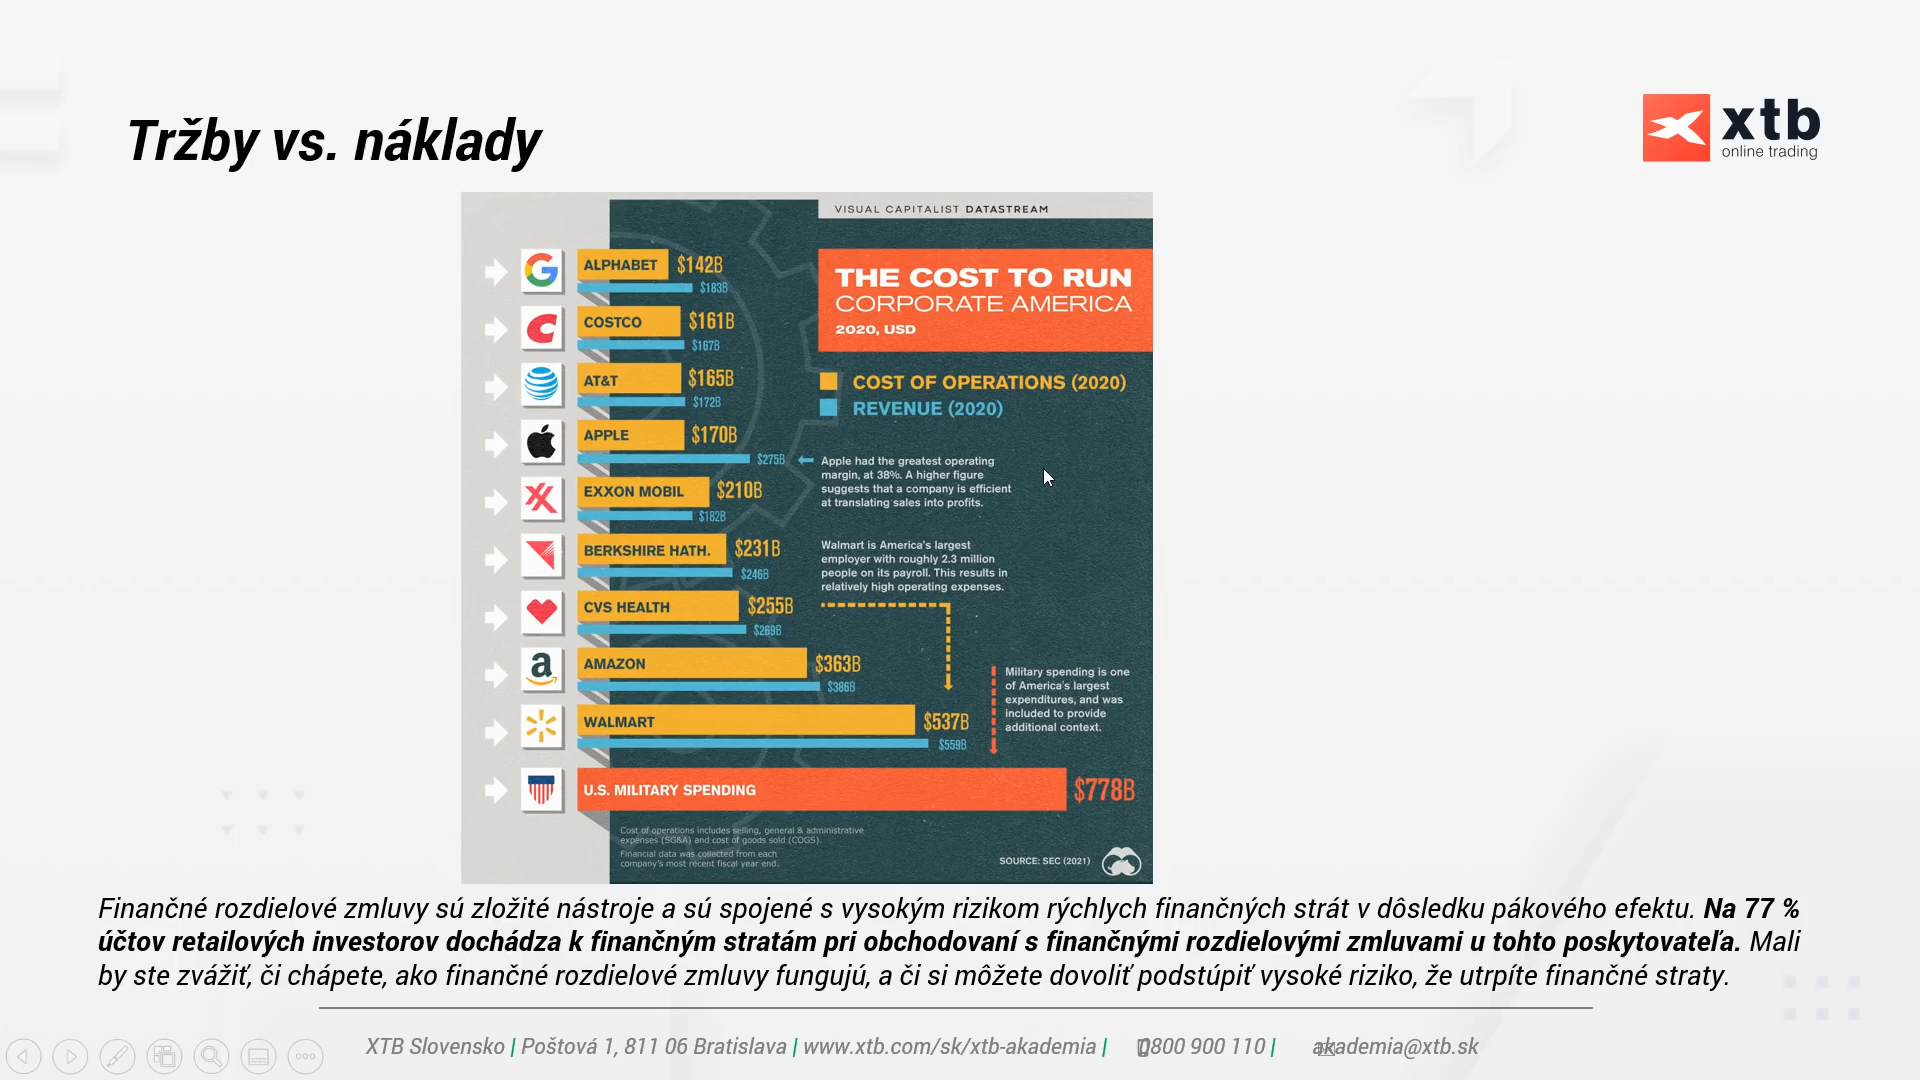 Tržby vs. náklady
xtb
online trading
VISUAL CAPITALIST DATASTREAM
THE COST TO RUN
CORPORATE AMERICA
2020, USD
COST OF OPERATIONS (2020)
REVENUE (2020)
ALPHABET $142B
$183B
COSTCO $161B
$167B
AT&T $165B
$172B
APPLE $170B
$275B
Apple had the greatest operating
margin, at 38%. A higher figure
suggests that a company is efficient
at translating sales into profits.
EXXON MOBIL $210B
$182B
BERKSHIRE HATH. $231B
$246B
Walmart is America's largest
employer with roughly 2.3 million
people on its payroll. This results in
relatively high operating expenses.
CVS HEALTH $255B
$269B
AMAZON $363B
$386B
WALMART $537B
$559B
Military spending is one
of America's largest
expenditures, and was
included to provide
additional context.
U.S. MILITARY SPENDING $778B
Cost of operations includes selling, general & administrative
expenses (SG&A) and cost of goods sold (COGS).
Financial data was collected from each
company's most recent fiscal year end.
SOURCE: SEC (2021)
Finančné rozdielové zmluvy sú zložité nástroje a sú spojené s vysokým rizikom rýchlych finančných strát v dôsledku pákového efektu. Na 77 %
účtov retailových investorov dochádza k finančným stratám pri obchodovaní s finančnými rozdielovými zmluvami u tohto poskytovateľa. Mali
by ste zvážiť, či chápete, ako finančné rozdielové zmluvy fungujú, a či si môžete dovoliť podstúpiť vysoké riziko, že utrpíte finančné straty.
XTB Slovensko | Poštová 1, 811 06 Bratislava | www.xtb.com/sk/xtb-akademia | 0800 900 110 | akademia@xtb.sk